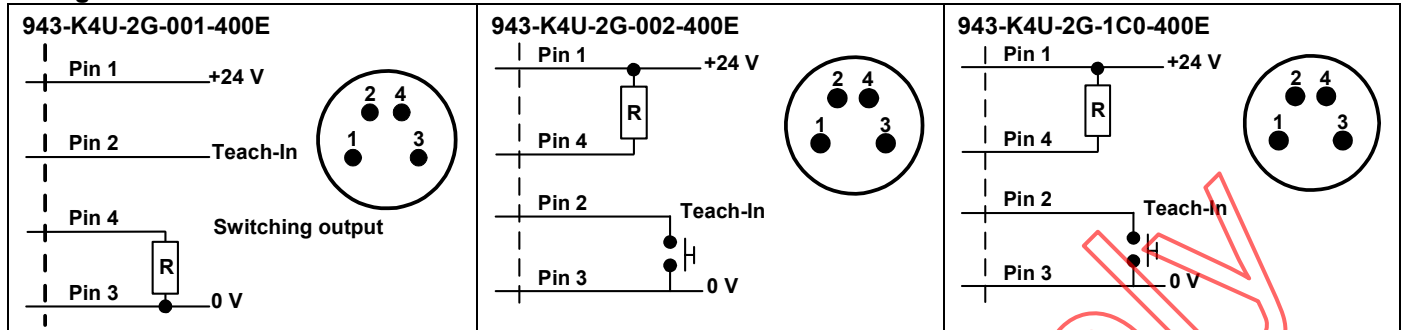 943-K4U-2G-001-400E
Pin 1
+24 V
2 4
1 3
Pin 2
Teach-In
Pin 4
Switching output
R
Pin 3
0 V
943-K4U-2G-002-400E
Pin 1
+24 V
R
2 4
1 3
Pin 4
Pin 2
Teach-In
Pin 3
0 V
943-K4U-2G-1C0-400E
Pin 1
+24 V
R
2 4
1 3
Pin 4
Pin 2
Teach-In
Pin 3
0 V